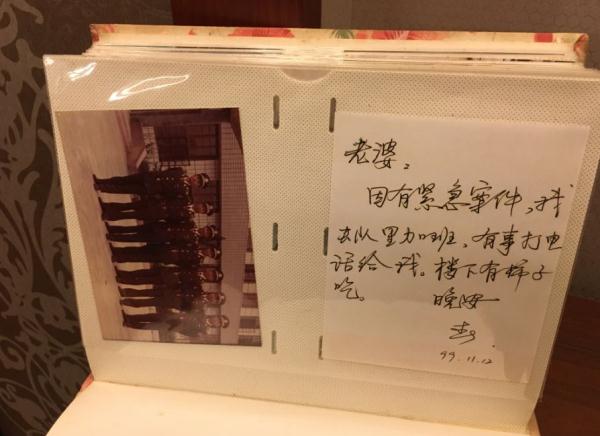 老婆，
因有紧急案件，我
去队里加班。有事打电
话给我。楼下有粽子
吃。
晚安
99.11.12